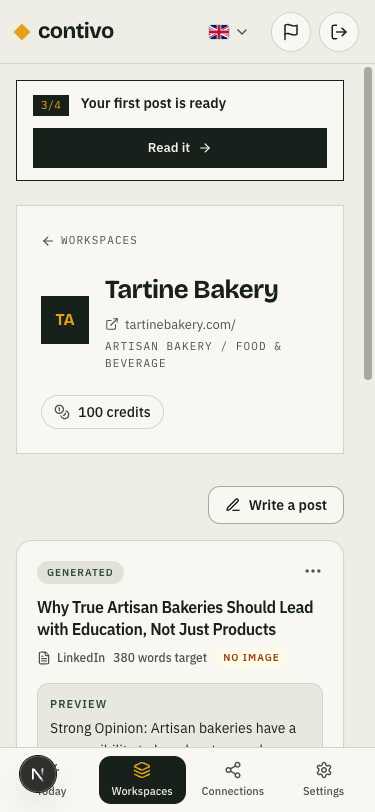 contivo
3/4 Your first post is ready
Read it
WORKSPACES
Tartine Bakery
TA
tartinebakery.com/
ARTISAN BAKERY / FOOD &
BEVERAGE
100 credits
Write a post
GENERATED
Why True Artisan Bakeries Should Lead
with Education, Not Just Products
LinkedIn 380 words target NO IMAGE
PREVIEW
Strong Opinion: Artisan bakeries have a
N
Workspaces
Connections
Settings